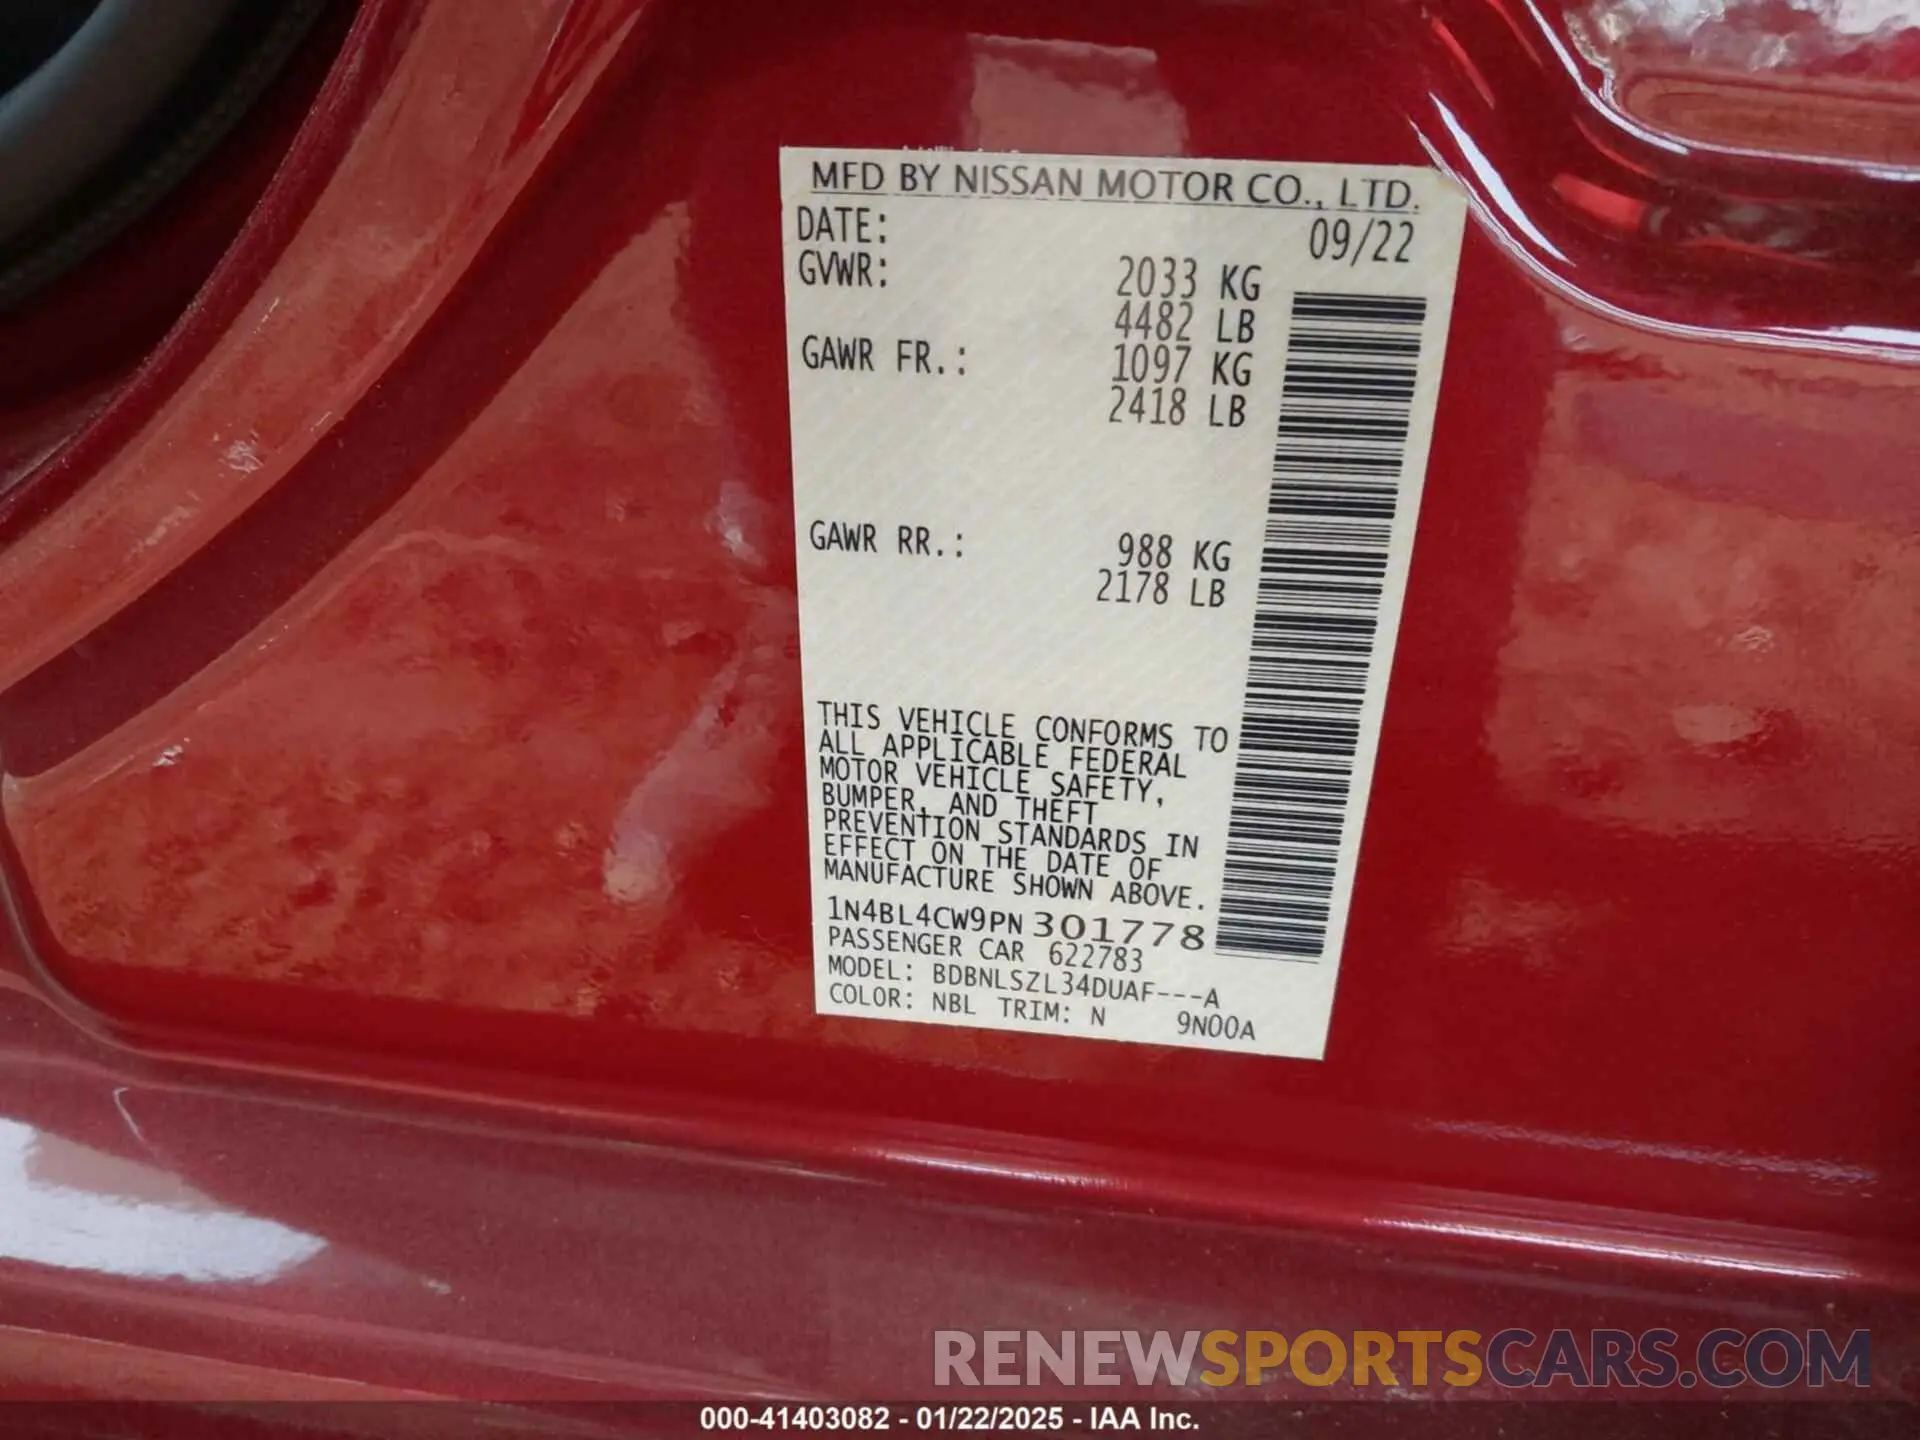 MFD BY NISSAN MOTOR CO., LTD.
DATE: 09/22
GVWR: 2033 KG
4482 LB
GAWR FR.: 1097 KG
2418 LB
GAWR RR.: 988 KG
2178 LB
THIS VEHICLE CONFORMS TO
ALL APPLICABLE FEDERAL
MOTOR VEHICLE SAFETY,
BUMPER, AND THEFT
PREVENTION STANDARDS IN
EFFECT ON THE DATE OF
MANUFACTURE SHOWN ABOVE.
1N4BL4CW9PN301778
PASSENGER CAR 622783
MODEL: BDBNLSZL34DUAF---A
COLOR: NBL TRIM: N 9N00A
RENEWSPORTSCARS.COM
000-41403082 - 01/22/2025 - IAA Inc.